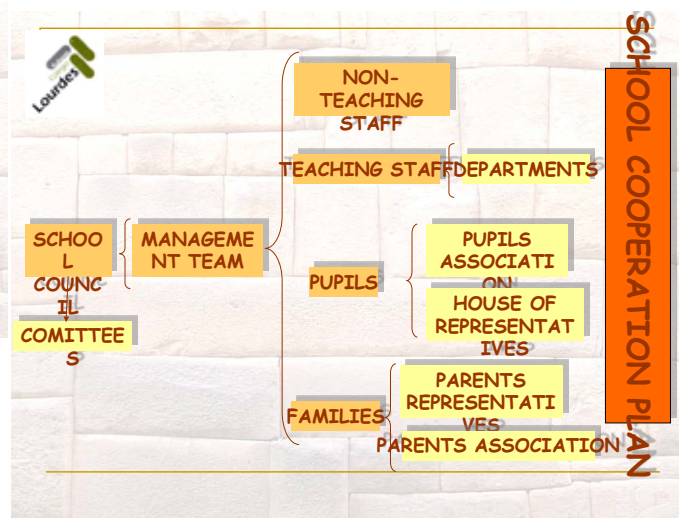 Lourdes
SCHOOL COOPERATION PLAN
NON-
TEACHING
STAFF
TEACHING STAFF
DEPARTMENTS
SCHOO
L
COUNC
IL
MANAGEME
NT TEAM
COMITTEE
S
PUPILS
PUPILS
ASSOCIATI
ON
HOUSE OF
REPRESENTAT
IVES
FAMILIES
PARENTS
REPRESENTATI
VES
PARENTS ASSOCIATION